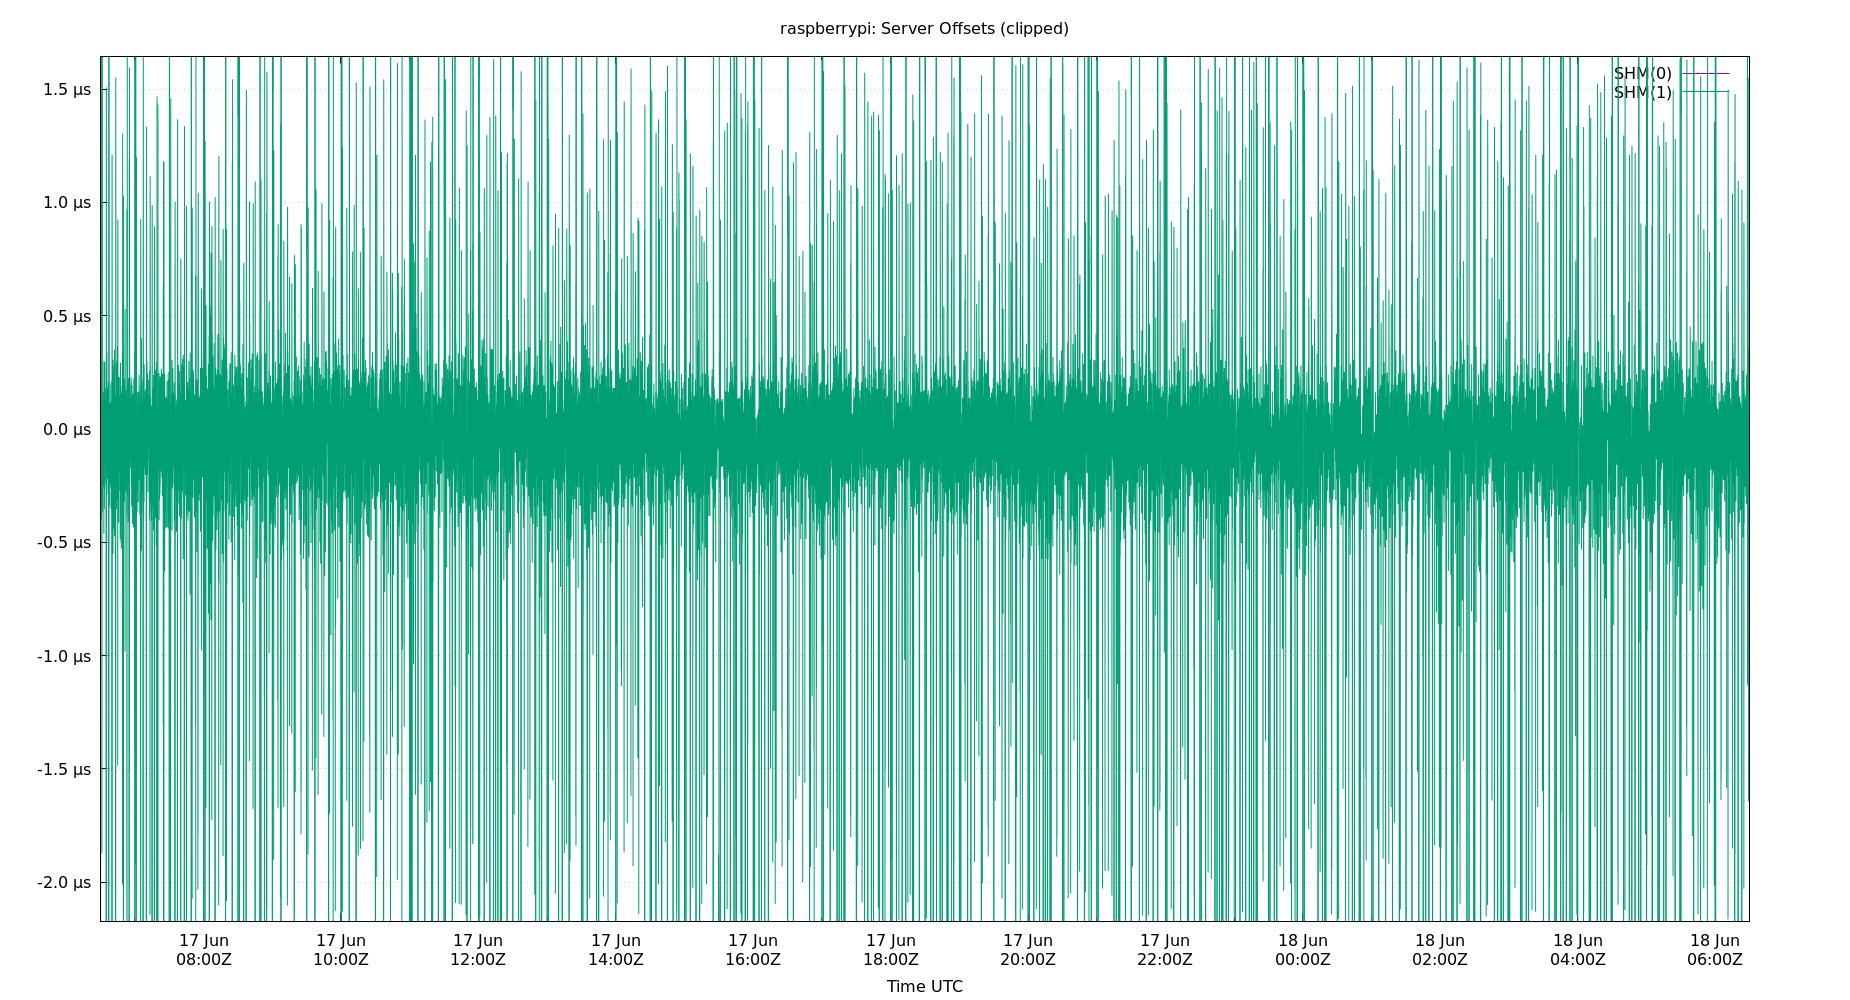 raspberrypi: Server Offsets (clipped)
SHM(0)
SHM(1)
1.5 µs
1.0 µs
0.5 µs
0.0 µs
-0.5 µs
-1.0 µs
-1.5 µs
-2.0 µs
17 Jun 17 Jun 17 Jun 17 Jun 17 Jun 17 Jun 17 Jun 17 Jun 18 Jun 18 Jun 18 Jun 18 Jun
08:00Z 10:00Z 12:00Z 14:00Z 16:00Z 18:00Z 20:00Z 22:00Z 00:00Z 02:00Z 04:00Z 06:00Z
Time UTC